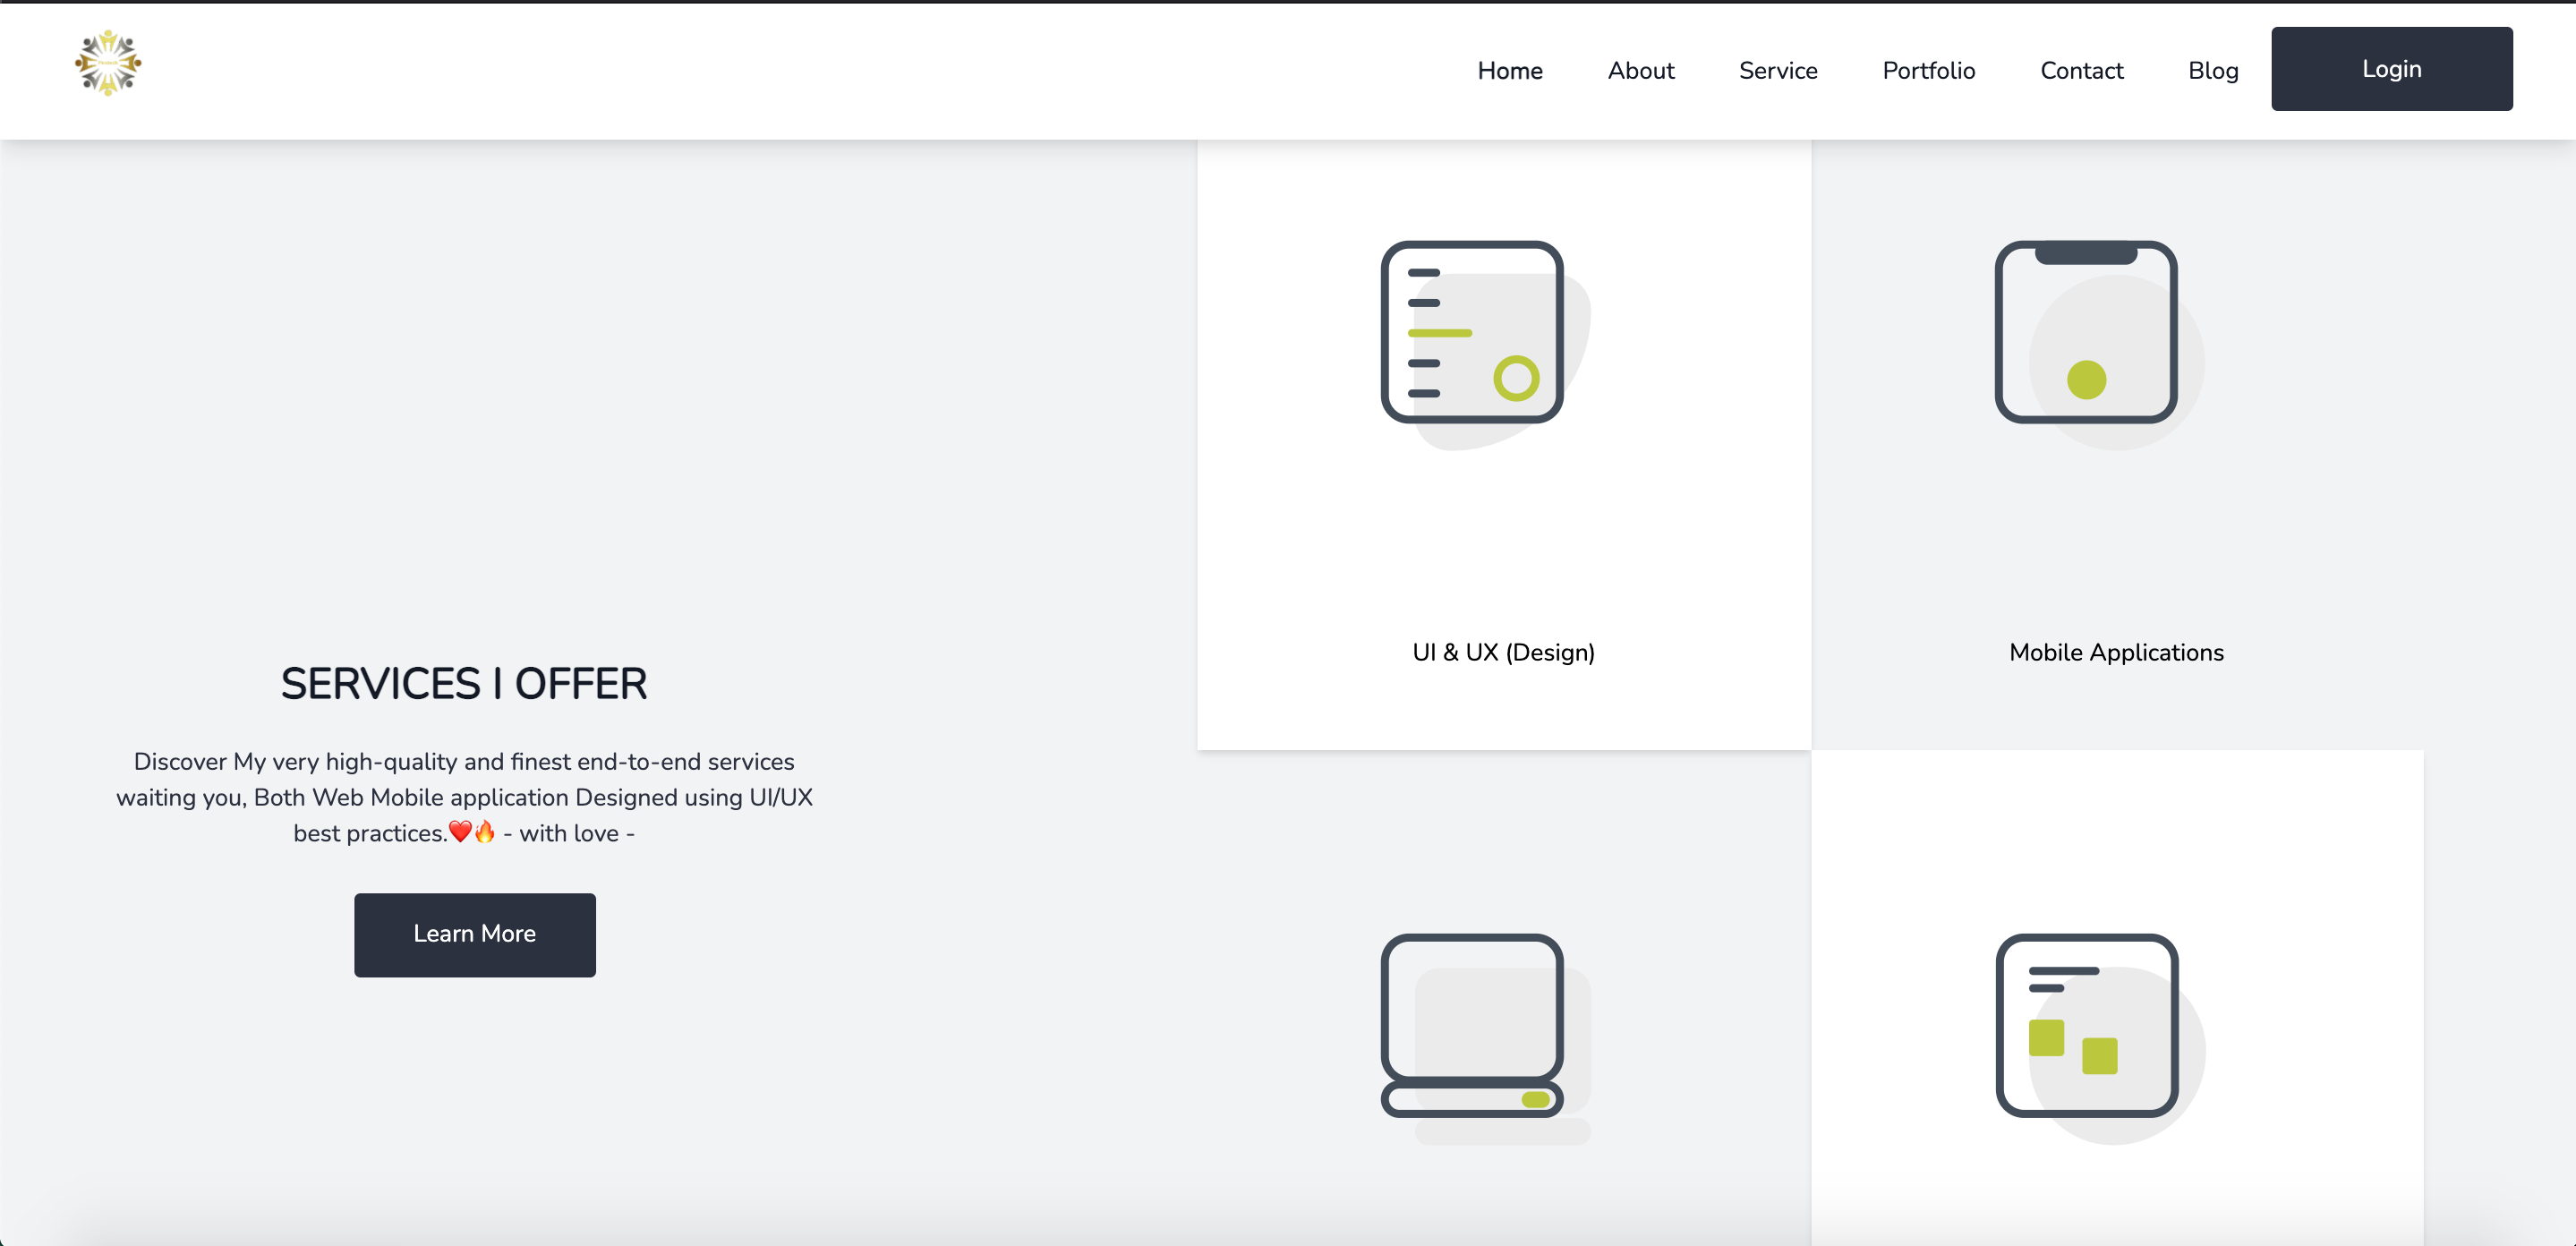 Home About Service Portfolio Contact Blog Login
UI & UX (Design)
Mobile Applications
SERVICES I OFFER
Discover My very high-quality and finest end-to-end services
waiting you, Both Web Mobile application Designed using UI/UX
best practices.❤️🔥 - with love -
Learn More